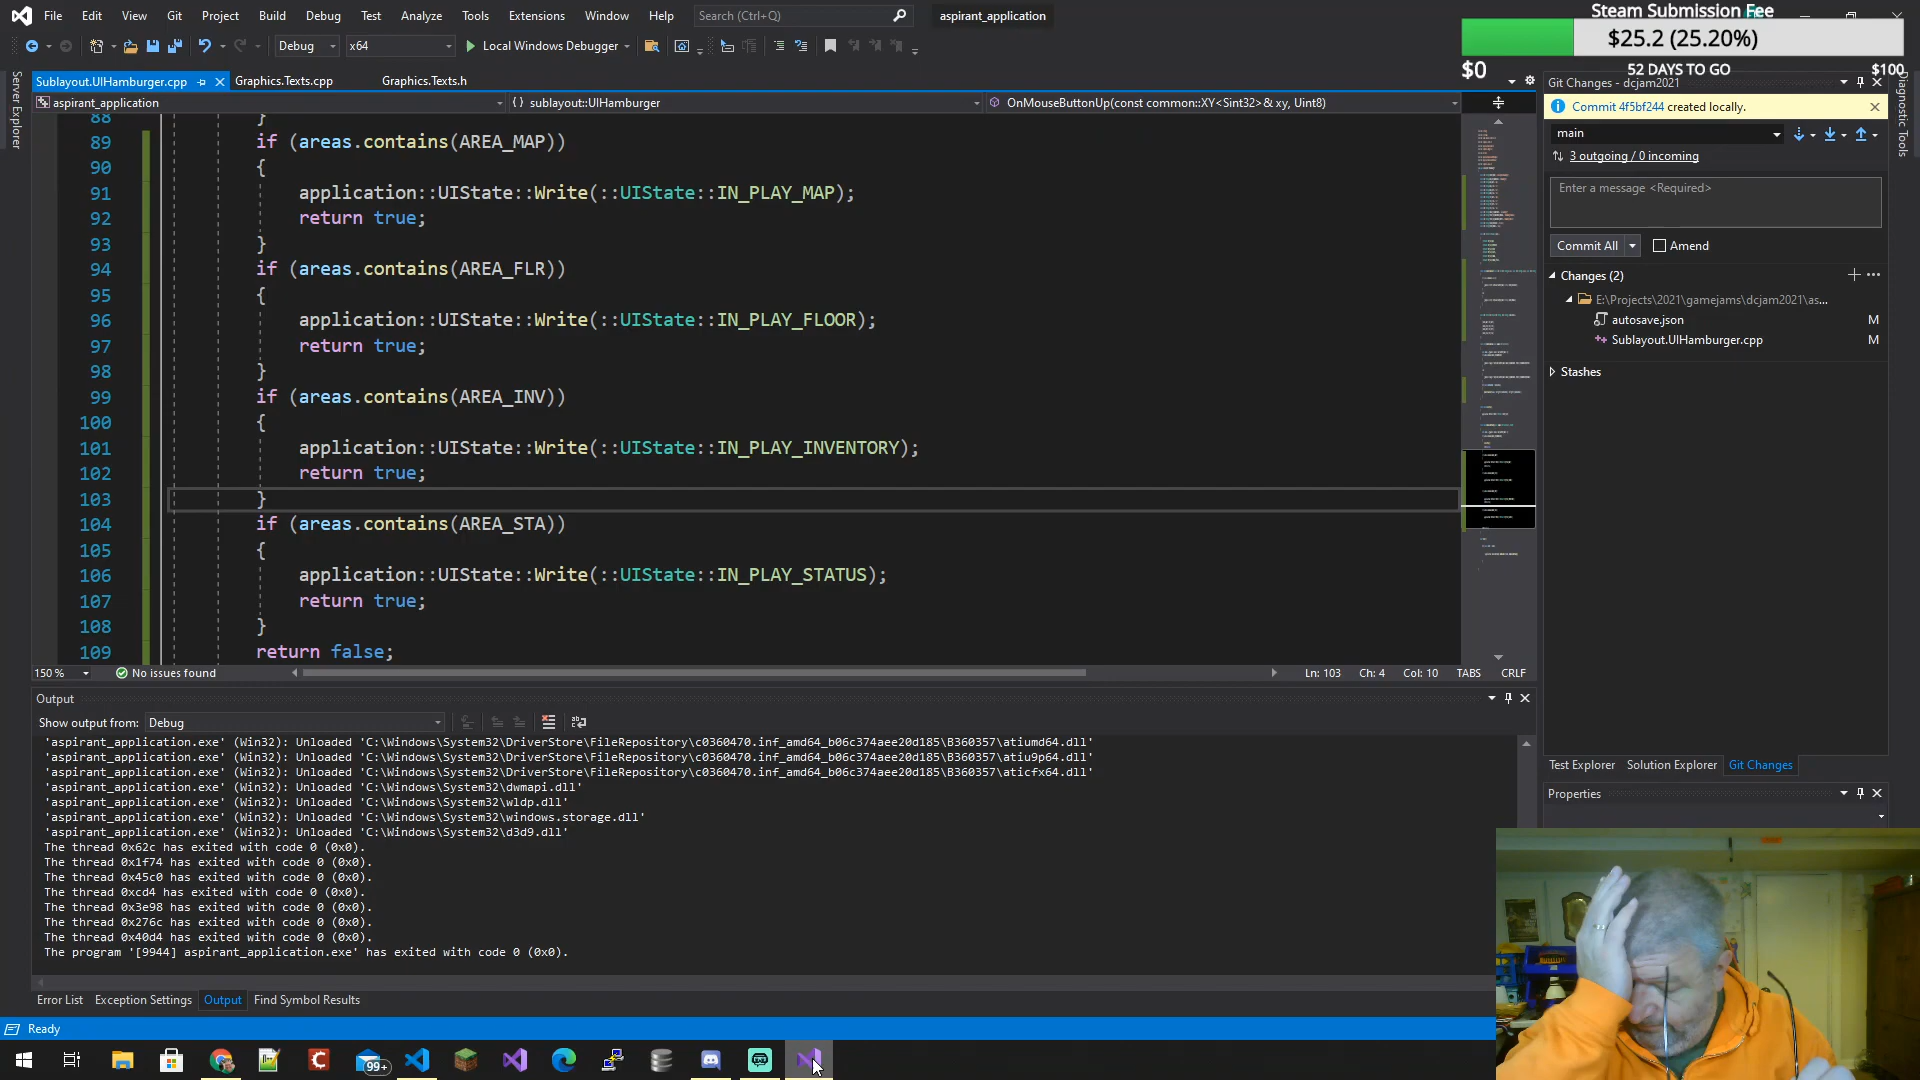 File Edit View Git Project Build Debug Test Analyze Tools Extensions Window Help Search (Ctrl+Q) aspirant_application
Steam Submission Fee
$25.2 (25.20%)
$0 52 DAYS TO GO $100
Debug x64 Local Windows Debugger
Server Explorer
Sublayout.UIHamburger.cpp Graphics.Texts.cpp Graphics.Texts.h
aspirant_application {} sublayout::UIHamburger OnMouseButtonUp(const common::XY<Sint32>& xy, Uint8)
88 }
89 if (areas.contains(AREA_MAP))
90 {
91 application::UIState::Write(::UIState::IN_PLAY_MAP);
92 return true;
93 }
94 if (areas.contains(AREA_FLR))
95 {
96 application::UIState::Write(::UIState::IN_PLAY_FLOOR);
97 return true;
98 }
99 if (areas.contains(AREA_INV))
100 {
101 application::UIState::Write(::UIState::IN_PLAY_INVENTORY);
102 return true;
103 }
104 if (areas.contains(AREA_STA))
105 {
106 application::UIState::Write(::UIState::IN_PLAY_STATUS);
107 return true;
108 }
109 return false;
150 % No issues found Ln: 103 Ch: 4 Col: 10 TABS CRLF
Output
Show output from: Debug
'aspirant_application.exe' (Win32): Unloaded 'C:\Windows\System32\DriverStore\FileRepository\c0360470.inf_amd64_b06c374aee20d185\B360357\atiumd64.dll'
'aspirant_application.exe' (Win32): Unloaded 'C:\Windows\System32\DriverStore\FileRepository\c0360470.inf_amd64_b06c374aee20d185\B360357\atiu9p64.dll'
'aspirant_application.exe' (Win32): Unloaded 'C:\Windows\System32\DriverStore\FileRepository\c0360470.inf_amd64_b06c374aee20d185\B360357\aticfx64.dll'
'aspirant_application.exe' (Win32): Unloaded 'C:\Windows\System32\dwmapi.dll'
'aspirant_application.exe' (Win32): Unloaded 'C:\Windows\System32\wldp.dll'
'aspirant_application.exe' (Win32): Unloaded 'C:\Windows\System32\windows.storage.dll'
'aspirant_application.exe' (Win32): Unloaded 'C:\Windows\System32\d3d9.dll'
The thread 0x62c has exited with code 0 (0x0).
The thread 0x1f74 has exited with code 0 (0x0).
The thread 0x45c0 has exited with code 0 (0x0).
The thread 0xcd4 has exited with code 0 (0x0).
The thread 0x3e98 has exited with code 0 (0x0).
The thread 0x276c has exited with code 0 (0x0).
The thread 0x40d4 has exited with code 0 (0x0).
The program '[9944] aspirant_application.exe' has exited with code 0 (0x0).
Error List Exception Settings Output Find Symbol Results
Ready
Git Changes - dcjam2021
Commit 4f5bf244 created locally.
main
3 outgoing / 0 incoming
Enter a message <Required>
Commit All Amend
Changes (2)
E:\Projects\2021\gamejams\dcjam2021\as...
autosave.json M
Sublayout.UIHamburger.cpp M
Stashes
Test Explorer Solution Explorer Git Changes
Properties
Diagnostic Tools
99+